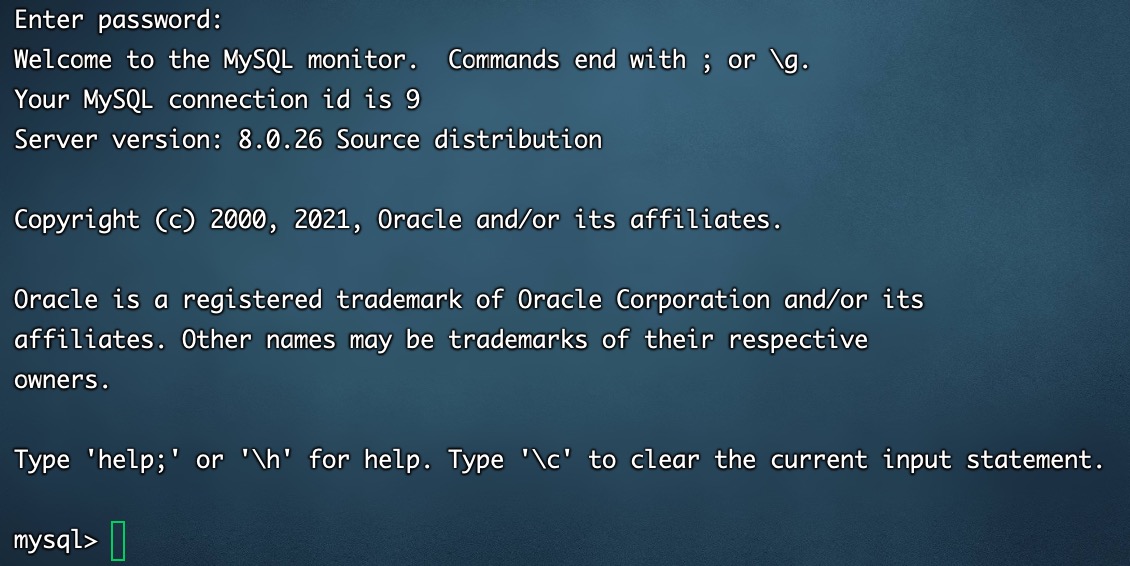 Enter password:
Welcome to the MySQL monitor.  Commands end with ; or \g.
Your MySQL connection id is 9
Server version: 8.0.26 Source distribution
Copyright (c) 2000, 2021, Oracle and/or its affiliates.
Oracle is a registered trademark of Oracle Corporation and/or its
affiliates. Other names may be trademarks of their respective
owners.
Type 'help;' or '\h' for help. Type '\c' to clear the current input statement.
mysql>